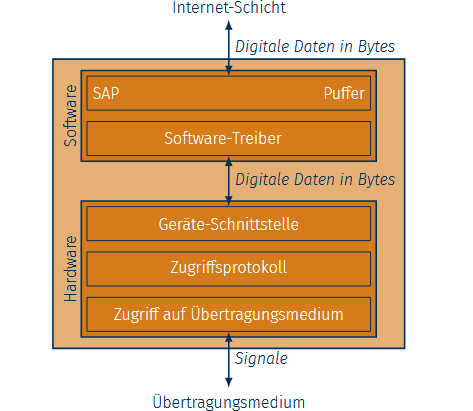 Internet-Schicht
Digitale Daten in Bytes
Software
SAP Puffer
Software-Treiber
Digitale Daten in Bytes
Hardware
Geräte-Schnittstelle
Zugriffsprotokoll
Zugriff auf Übertragungsmedium
Signale
Übertragungsmedium